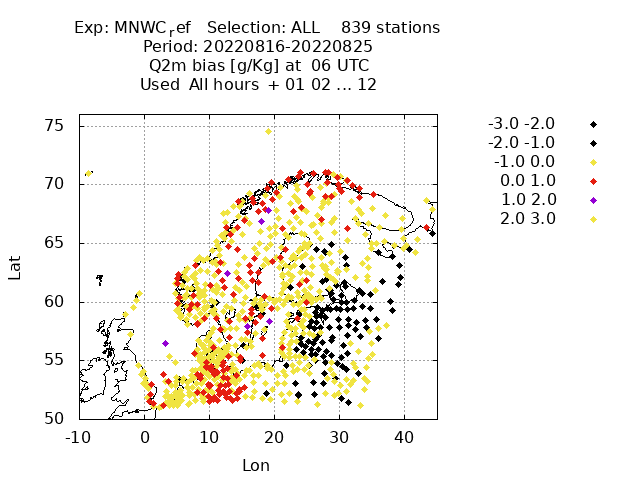 Exp: MNWCref Selection: ALL 839 stations
Period: 20220816-20220825
Q2m bias [g/Kg] at 06 UTC
Used All hours + 01 02 ... 12
-3.0 -2.0
-2.0 -1.0
-1.0 0.0
0.0 1.0
1.0 2.0
2.0 3.0
75
70
65
60
55
50
Lat
-10 0 10 20 30 40
Lon